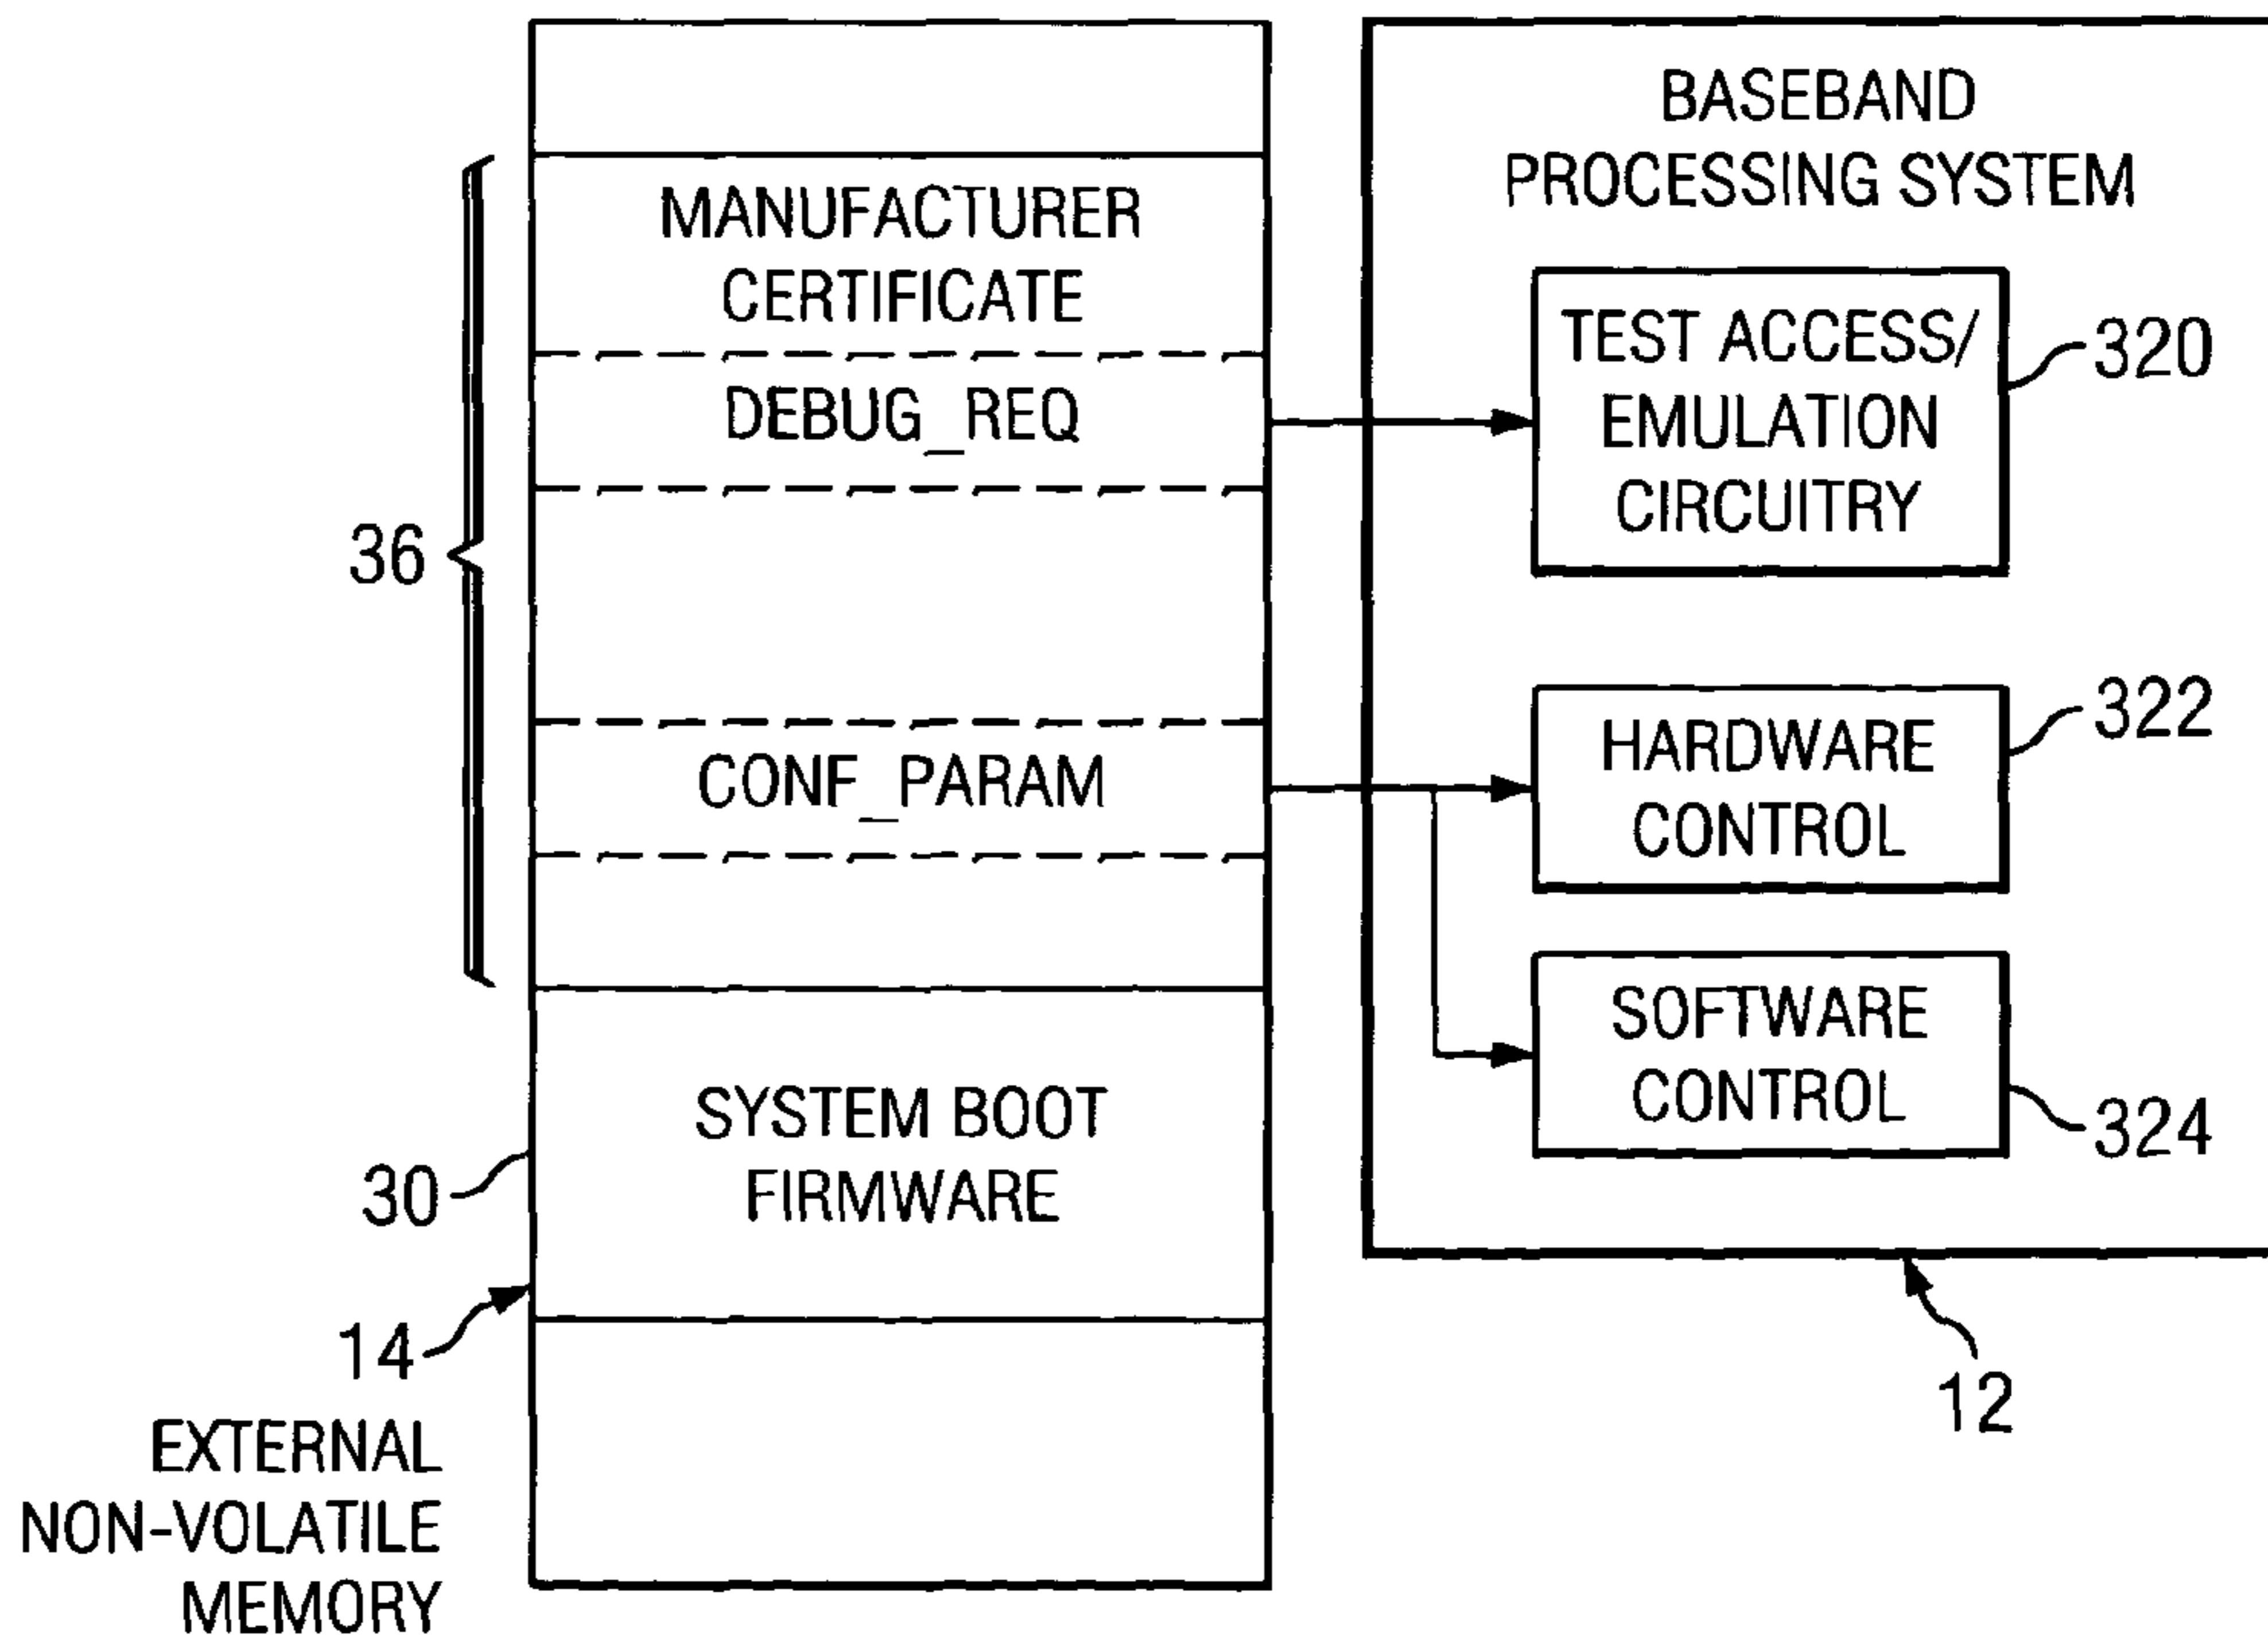 BASEBAND
PROCESSING SYSTEM
MANUFACTURER
CERTIFICATE
DEBUG_REQ
36
CONF_PARAM
SYSTEM BOOT
FIRMWARE
30
14
EXTERNAL
NON-VOLATILE
MEMORY
TEST ACCESS/
EMULATION
CIRCUITRY
320
HARDWARE
CONTROL
322
SOFTWARE
CONTROL
324
12